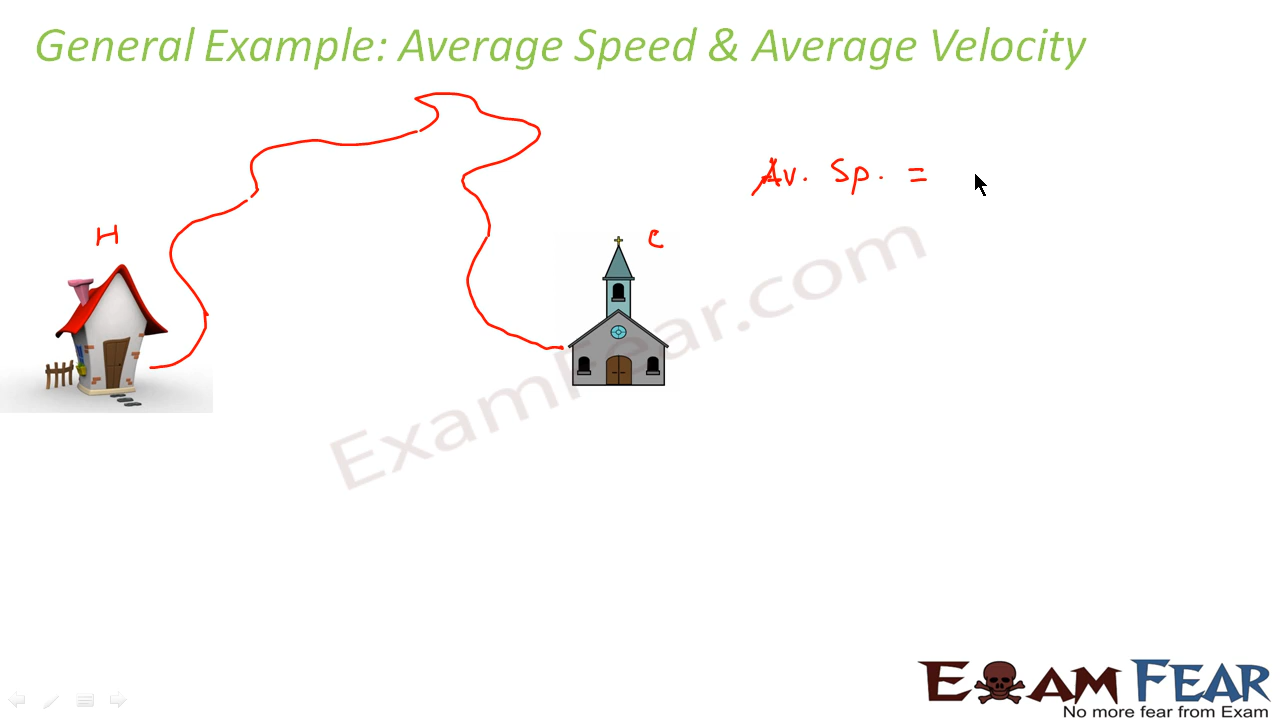 General Example: Average Speed & Average Velocity
Av. Sp. =
H
C
ExamFear.com
EXAM FEAR
No more fear from Exam